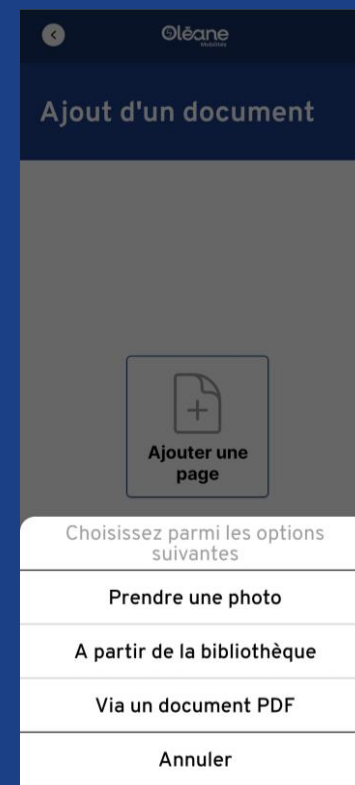 Oléane
Mobilités
Ajout d'un document
Ajouter une
page
Choisissez parmi les options
suivantes
Prendre une photo
A partir de la bibliothèque
Via un document PDF
Annuler